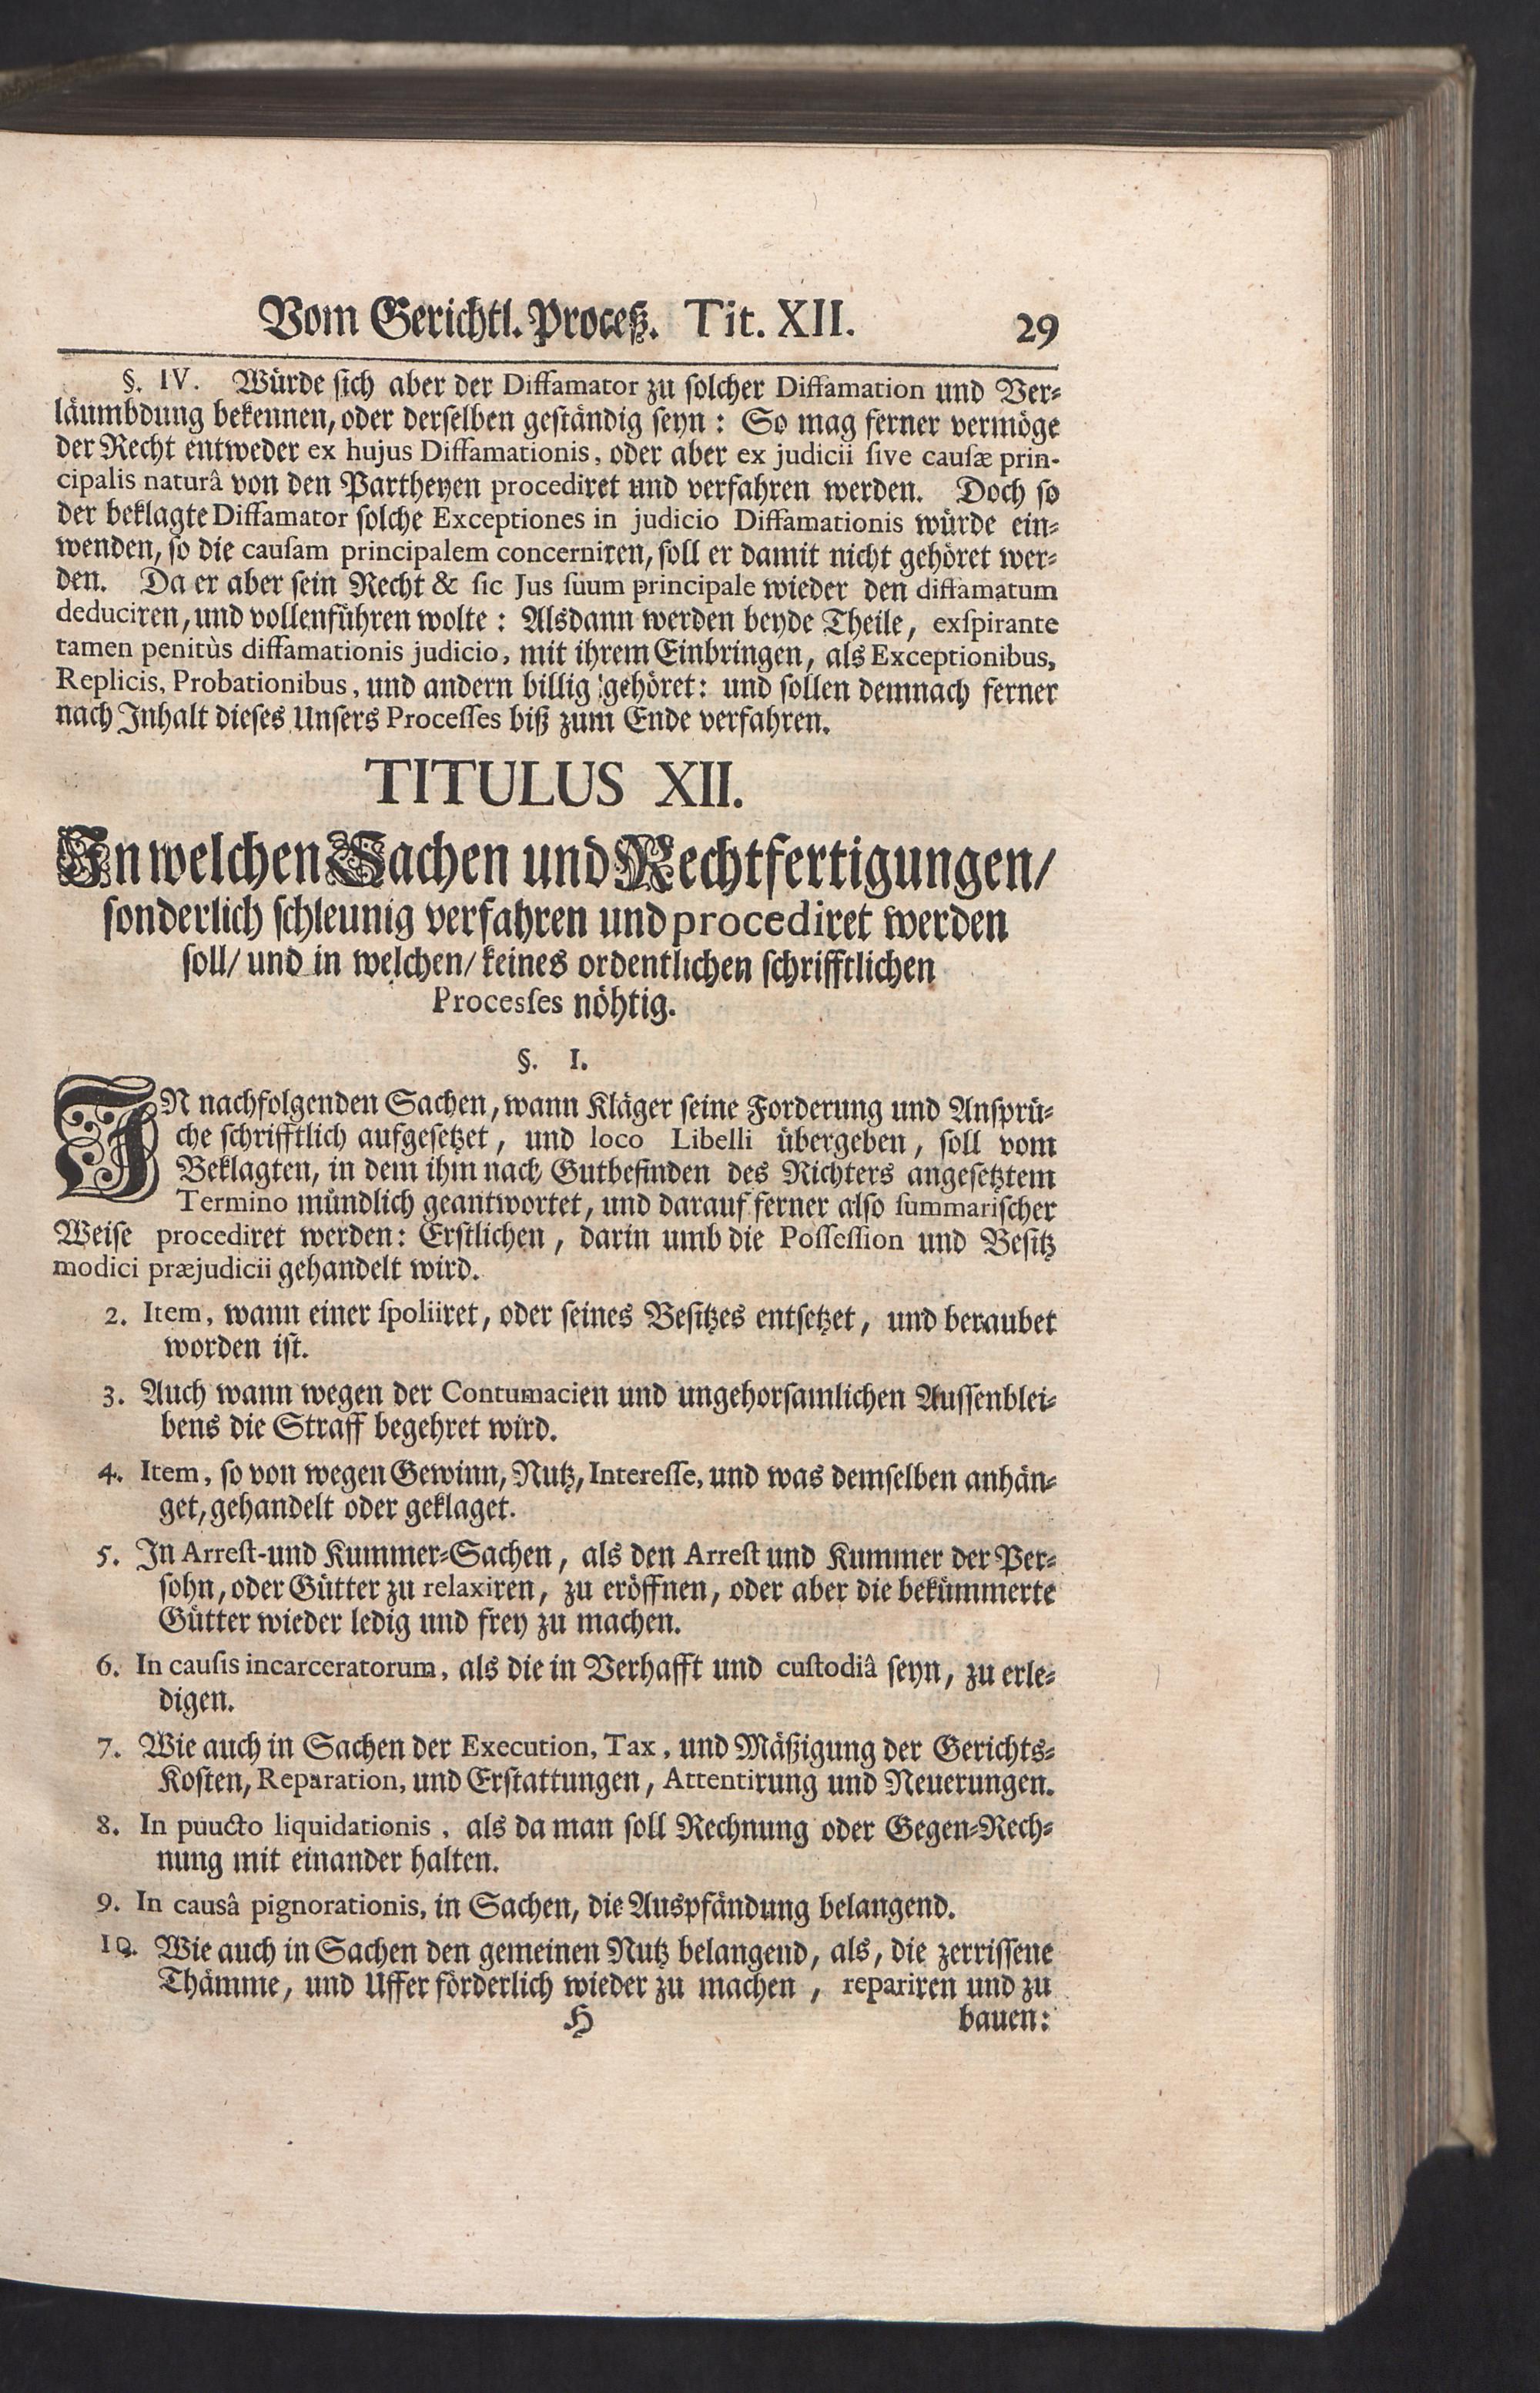 Vom Gerichtl. Proceß. Tit. XII. 29
§. IV. Würde sich aber der Diffamator zu solcher Diffamation und Ver-
läumbdung bekennen, oder derselben geständig seyn: So mag ferner vermöge
der Recht entweder ex hujus Diffamationis, oder aber ex judicii sive causæ prin-
cipalis naturâ von den Partheyen procediret und verfahren werden. Doch so
der beklagte Diffamator solche Exceptiones in judicio Diffamationis würde ein-
wenden, so die causam principalem concerniren, soll er damit nicht gehöret wer-
den. Da er aber sein Recht & sic Jus suum principale wieder den diffamatum
deduciren, und vollenführen wolte: Alsdann werden beyde Theile, exspirante
tamen penitùs diffamationis judicio, mit ihrem Einbringen, als Exceptionibus,
Replicis, Probationibus, und andern billig gehöret: und sollen demnach ferner
nach Inhalt dieses Unsers Processes biß zum Ende verfahren.
TITULUS XII.
In welchen Sachen und Rechtfertigungen/
sonderlich schleunig verfahren und procediret werden
soll/ und in welchen/ keines ordentlichen schrifftlichen
Processes nöhtig.
§. I.
IN nachfolgenden Sachen, wann Kläger seine Forderung und Ansprü-
che schrifftlich aufgesetzet, und loco Libelli übergeben, soll vom
Beklagten, in dem ihm nach Gutbefinden des Richters angesetztem
Termino mündlich geantwortet, und darauf ferner also summarischer
Weise procediret werden: Erstlichen, darin umb die Possession und Besitz
modici præjudicii gehandelt wird.
2. Item, wann einer spoliiret, oder seines Besitzes entsetzet, und beraubet
worden ist.
3. Auch wann wegen der Contumacien und ungehorsamlichen Aussenblei-
bens die Straff begehret wird.
4. Item, so von wegen Gewinn, Nutz, Interesse, und was demselben anhän-
get, gehandelt oder geklaget.
5. In Arrest-und Kummer-Sachen, als den Arrest und Kummer der Per-
sohn, oder Gütter zu relaxiren, zu eröffnen, oder aber die bekümmerte
Gütter wieder ledig und frey zu machen.
6. In causis incarceratorum, als die in Verhafft und custodiâ seyn, zu erle-
digen.
7. Wie auch in Sachen der Execution, Tax, und Mäßigung der Gerichts-
Kosten, Reparation, und Erstattungen, Attentirung und Neuerungen.
8. In puucto liquidationis, als da man soll Rechnung oder Gegen-Rech-
nung mit einander halten.
9. In causâ pignorationis, in Sachen, die Auspfändung belangend.
10. Wie auch in Sachen den gemeinen Nutz belangend, als, die zerrissene
Thämme, und Uffer förderlich wieder zu machen, repariren und zu
H bauen: